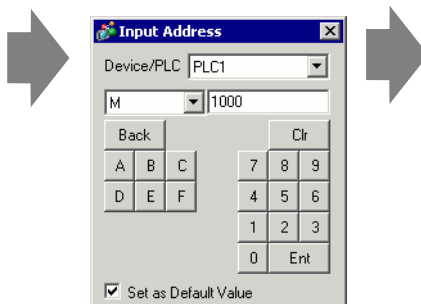 Input Address
Device/PLC PLC1
M 1000
Back Clr
A B C 7 8 9
D E F 4 5 6
1 2 3
0 Ent
Set as Default Value